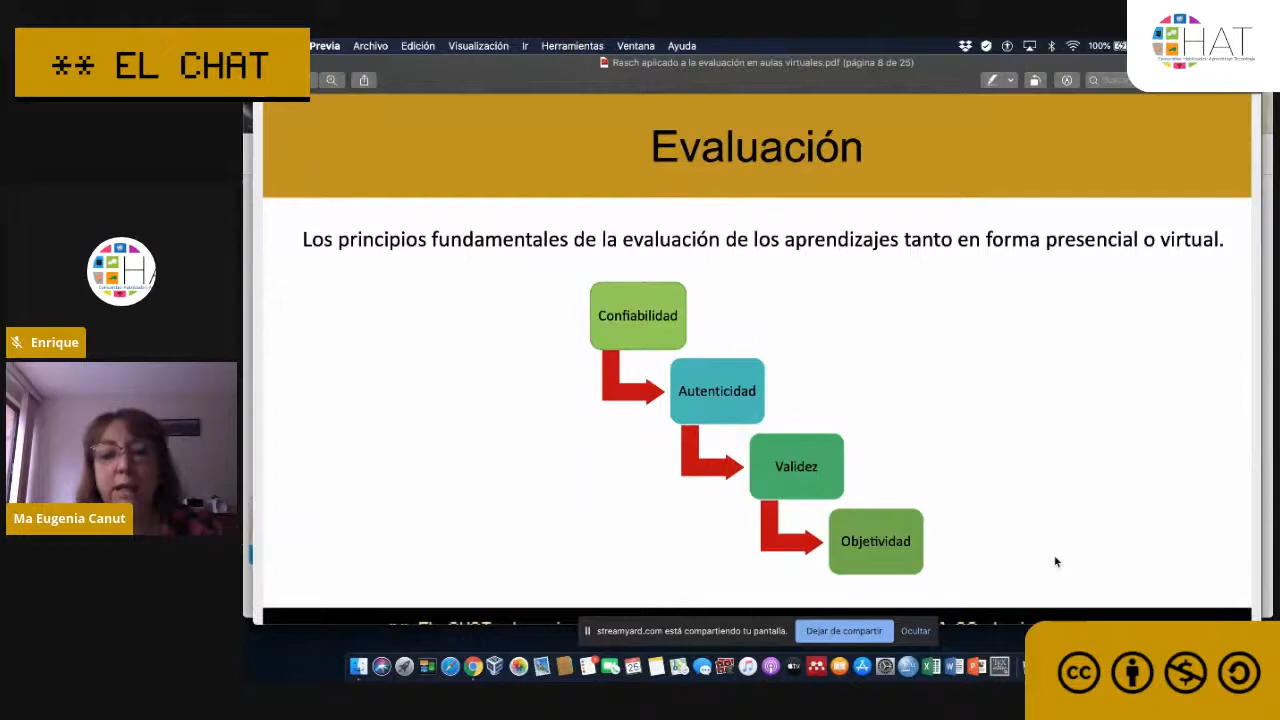 ** EL CHAT
Previa Archivo Edición Visualización Ir Herramientas Ventana Ayuda
100%
HAT
Rasch aplicado a la evaluación en aulas virtuales.pdf (página 8 de 25)
Evaluación
Los principios fundamentales de la evaluación de los aprendizajes tanto en forma presencial o virtual.
Confiabilidad
Autenticidad
Validez
Objetividad
Enrique
Ma Eugenia Canut
streamyard.com está compartiendo tu pantalla.
Dejar de compartir
Ocultar
cc